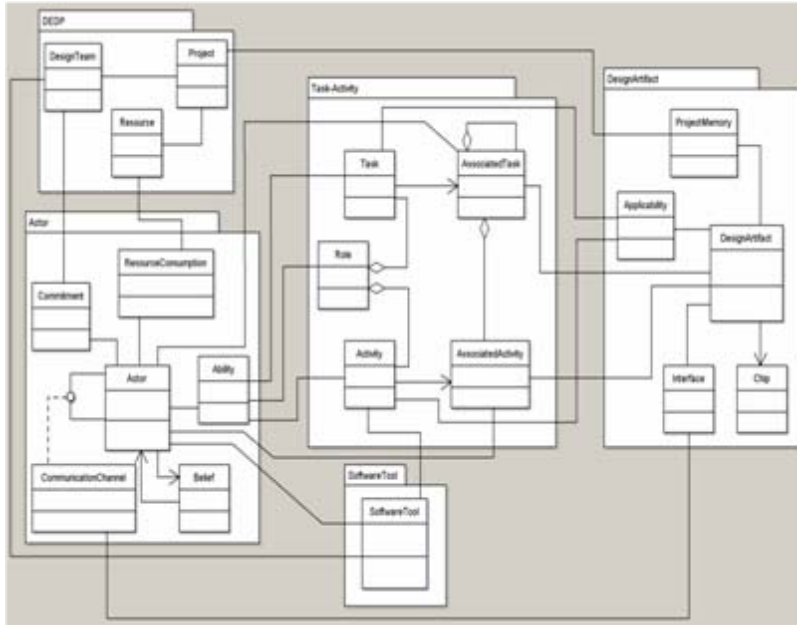 DEDP
DesignTeam
Project
Resource
Actor
ResourceConsumption
Commitment
Actor
Ability
CommunicationChannel
Belief
Task-Activity
Task
AssociatedTask
Role
Activity
AssociatedActivity
SoftwareTool
SoftwareTool
DesignArtifact
ProjectMemory
Applicability
DesignArtifact
Interface
Chip